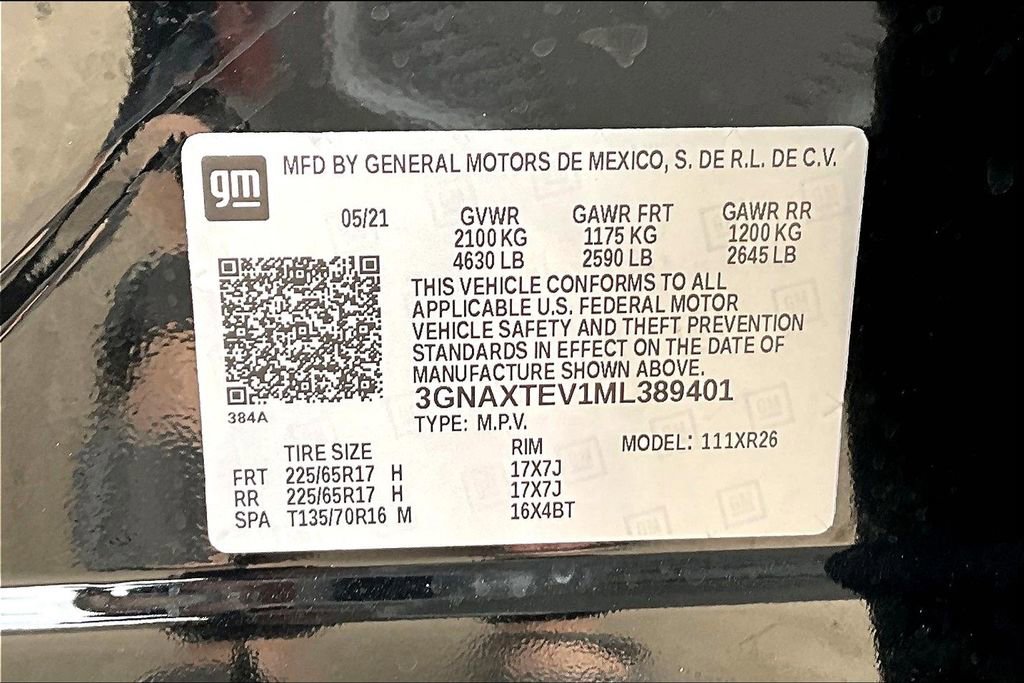 gm
MFD BY GENERAL MOTORS DE MEXICO, S. DE R.L. DE C.V.
05/21 GVWR GAWR FRT GAWR RR
2100 KG 1175 KG 1200 KG
4630 LB 2590 LB 2645 LB
THIS VEHICLE CONFORMS TO ALL
APPLICABLE U.S. FEDERAL MOTOR
VEHICLE SAFETY AND THEFT PREVENTION
STANDARDS IN EFFECT ON THE DATE OF
MANUFACTURE SHOWN ABOVE.
3GNAXTEV1ML389401
384A
TYPE: M.P.V.
TIRE SIZE RIM MODEL: 111XR26
FRT 225/65R17 H 17X7J
RR 225/65R17 H 17X7J
SPA T135/70R16 M 16X4BT